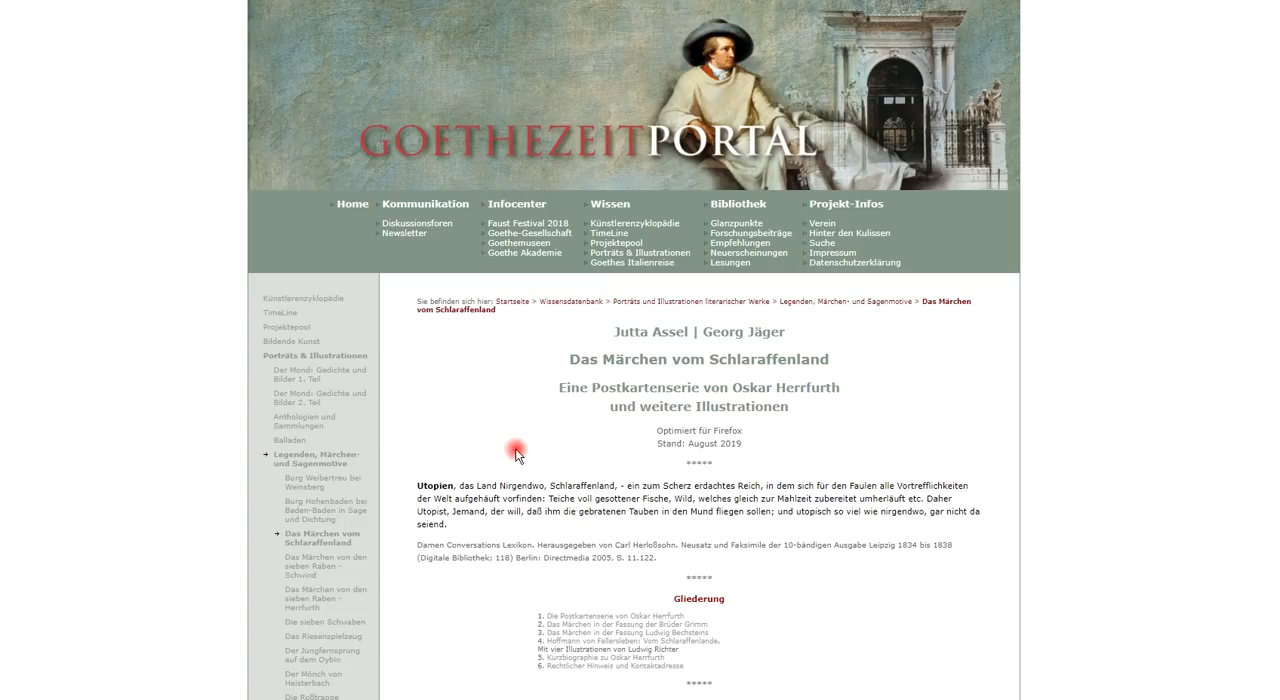 GOETHEZEITPORTAL
Home Kommunikation Infocenter Wissen Bibliothek Projekt-Infos
Diskussionsforen Faust Festival 2018 Künstlerenzyklopädie Glanzpunkte Verein
Newsletter Goethe-Gesellschaft TimeLine Forschungsbeiträge Hinter den Kulissen
Goethemuseen Projektepool Empfehlungen Suche
Goethe Akademie Porträts & Illustrationen Neuerscheinungen Impressum
Goethes Italienreise Lesungen Datenschutzerklärung
Künstlerenzyklopädie
TimeLine
Projektepool
Bildende Kunst
Porträts & Illustrationen
Der Mond: Gedichte und
Bilder 1. Teil
Der Mond: Gedichte und
Bilder 2. Teil
Anthologien und
Sammlungen
Balladen
Legenden, Märchen-
und Sagenmotive
Burg Weibertreu bei
Weinsberg
Burg Hohenbaden bei
Baden-Baden in Sage
und Dichtung
Das Märchen vom
Schlaraffenland
Das Märchen von den
sieben Raben -
Schwind
Das Märchen von den
sieben Raben -
Herrfurth
Die sieben Schwaben
Das Riesenspielzeug
Der Jungfernsprung
auf dem Oybin
Der Mönch von
Heisterbach
Die Roßtrappe
Sie befinden sich hier: Startseite > Wissensdatenbank > Porträts und Illustrationen literarischer Werke > Legenden, Märchen- und Sagenmotive > Das Märchen
vom Schlaraffenland
Jutta Assel | Georg Jäger
Das Märchen vom Schlaraffenland
Eine Postkartenserie von Oskar Herrfurth
und weitere Illustrationen
Optimiert für Firefox
Stand: August 2019
*****
Utopien, das Land Nirgendwo, Schlaraffenland, - ein zum Scherz erdachtes Reich, in dem sich für den Faulen alle Vortrefflichkeiten
der Welt aufgehäuft vorfinden: Teiche voll gesottener Fische, Wild, welches gleich zur Mahlzeit zubereitet umherläuft etc. Daher
Utopist, Jemand, der will, daß ihm die gebratenen Tauben in den Mund fliegen sollen; und utopisch so viel wie nirgendwo, gar nicht da
seiend.
Damen Conversations Lexikon. Herausgegeben von Carl Herloßsohn. Neusatz und Faksimile der 10-bändigen Ausgabe Leipzig 1834 bis 1838
(Digitale Bibliothek; 118) Berlin: Directmedia 2005, S. 11.122.
*****
Gliederung
1. Die Postkartenserie von Oskar Herrfurth
2. Das Märchen in der Fassung der Brüder Grimm
3. Das Märchen in der Fassung Ludwig Bechsteins
4. Hoffmann von Fallersleben: Vom Schlaraffenlande.
Mit vier Illustrationen von Ludwig Richter
5. Kurzbiographie zu Oskar Herrfurth
6. Rechtlicher Hinweis und Kontaktadresse
*****